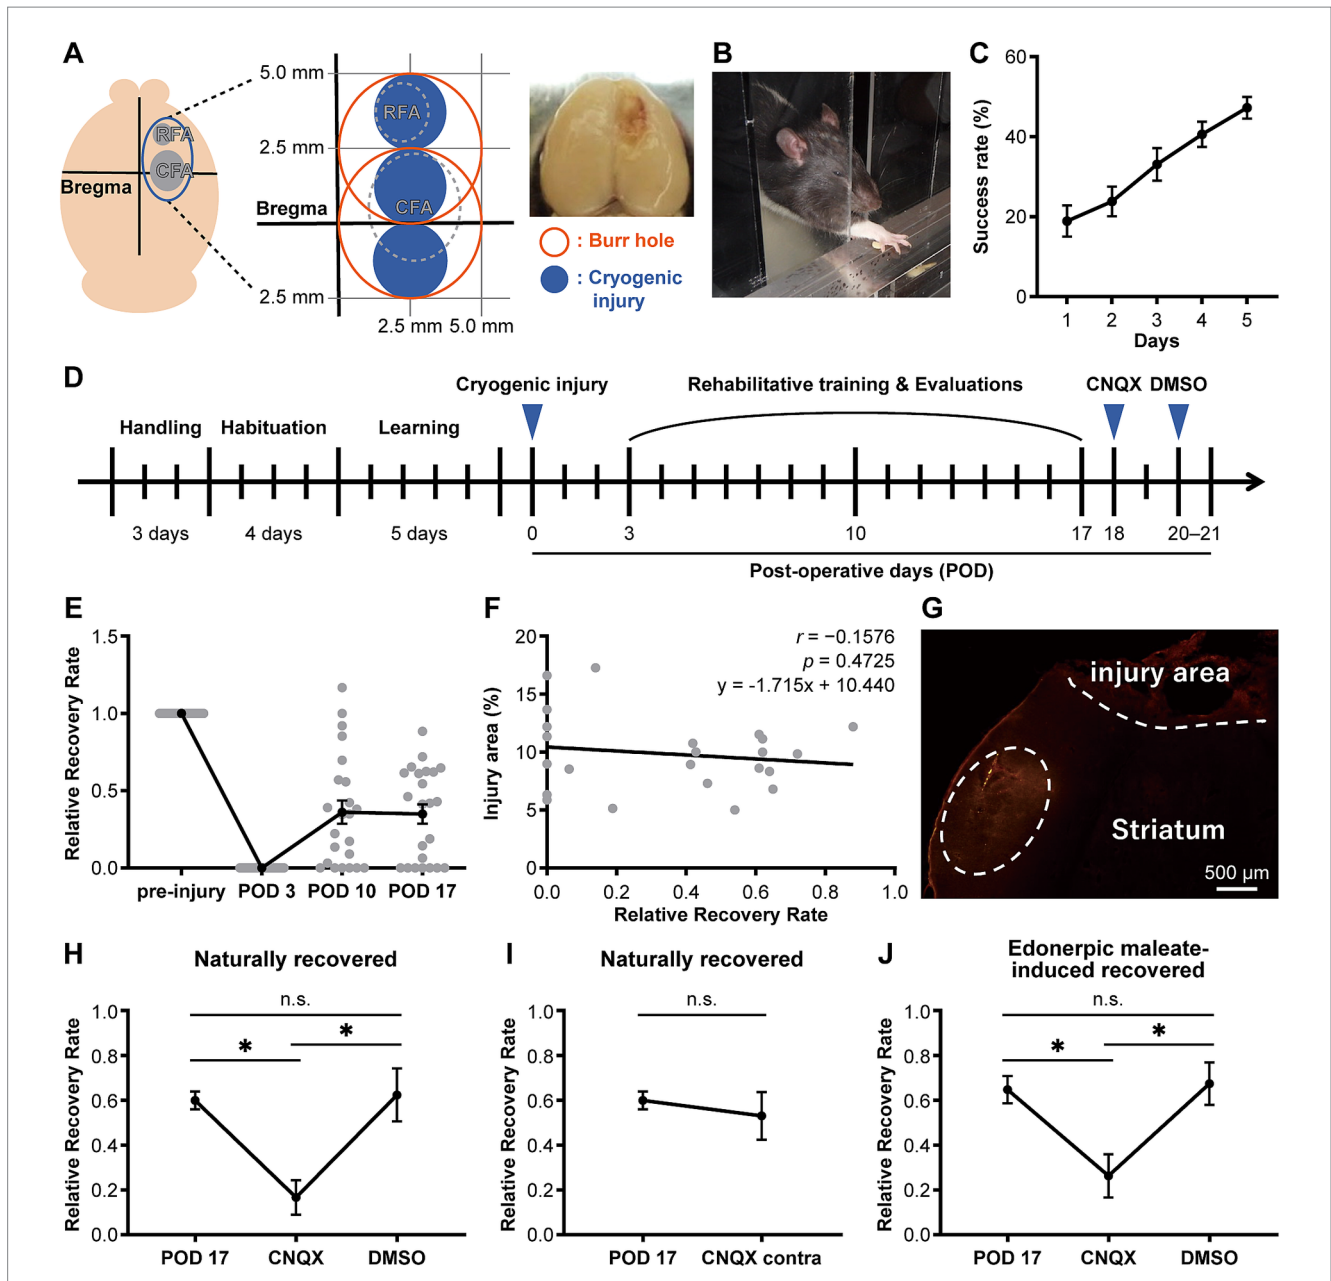 A
RFA
CFA
Bregma
5.0 mm
2.5 mm
Bregma
2.5 mm
RFA
CFA
2.5 mm 5.0 mm
: Burr hole
: Cryogenic
injury
B
C
Success rate (%)
60
40
20
0
1 2 3 4 5
Days
D
Cryogenic injury
Rehabilitative training & Evaluations
CNQX DMSO
Handling Habituation Learning
3 days 4 days 5 days 0 3 10 17 18 20–21
Post-operative days (POD)
E
Relative Recovery Rate
1.5
1.0
0.5
0.0
pre-injury POD 3 POD 10 POD 17
F
Injury area (%)
20
15
10
5
0
r = −0.1576
p = 0.4725
y = -1.715x + 10.440
0.0 0.2 0.4 0.6 0.8 1.0
Relative Recovery Rate
G
injury area
Striatum
500 µm
H
Naturally recovered
Relative Recovery Rate
1.0
0.8
0.6
0.4
0.2
0.0
n.s.
* *
POD 17 CNQX DMSO
I
Naturally recovered
Relative Recovery Rate
1.0
0.8
0.6
0.4
0.2
0.0
n.s.
POD 17 CNQX contra
J
Edonerpic maleate-
induced recovered
Relative Recovery Rate
1.0
0.8
0.6
0.4
0.2
0.0
n.s.
* *
POD 17 CNQX DMSO